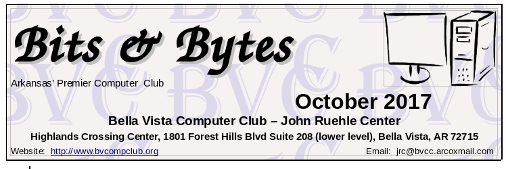 Bits & Bytes
Arkansas' Premier Computer Club
October 2017
Bella Vista Computer Club – John Ruehle Center
Highlands Crossing Center, 1801 Forest Hills Blvd Suite 208 (lower level), Bella Vista, AR 72715
Website: http://www.bvcompclub.org Email: jrc@bvcc.arcoxmail.com